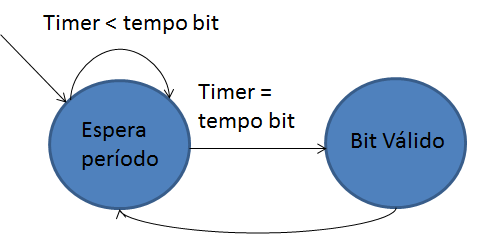 Timer < tempo bit
Timer =
tempo bit
Espera
período
Bit Válido